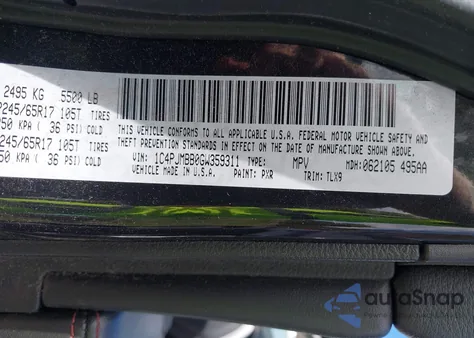 2495 KG 5500 LB
P245/65R17 105T TIRES
250 KPA ( 36 PSI) COLD
245/65R17 105T TIRES
250 KPA ( 36 PSI) COLD
THIS VEHICLE CONFORMS TO ALL APPLICABLE U.S.A. FEDERAL MOTOR VEHICLE SAFETY AND
THEFT PREVENTION STANDARDS IN EFFECT ON THE DATE OF MANUFACTURE SHOWN ABOVE.
VEHICLE MADE IN U.S.A.
VIN: 1C4PJMBB0GW359311 TYPE: MPV MDH: 062105 495AA
PAINT: PXR TRIM: TLX9
autoSnap